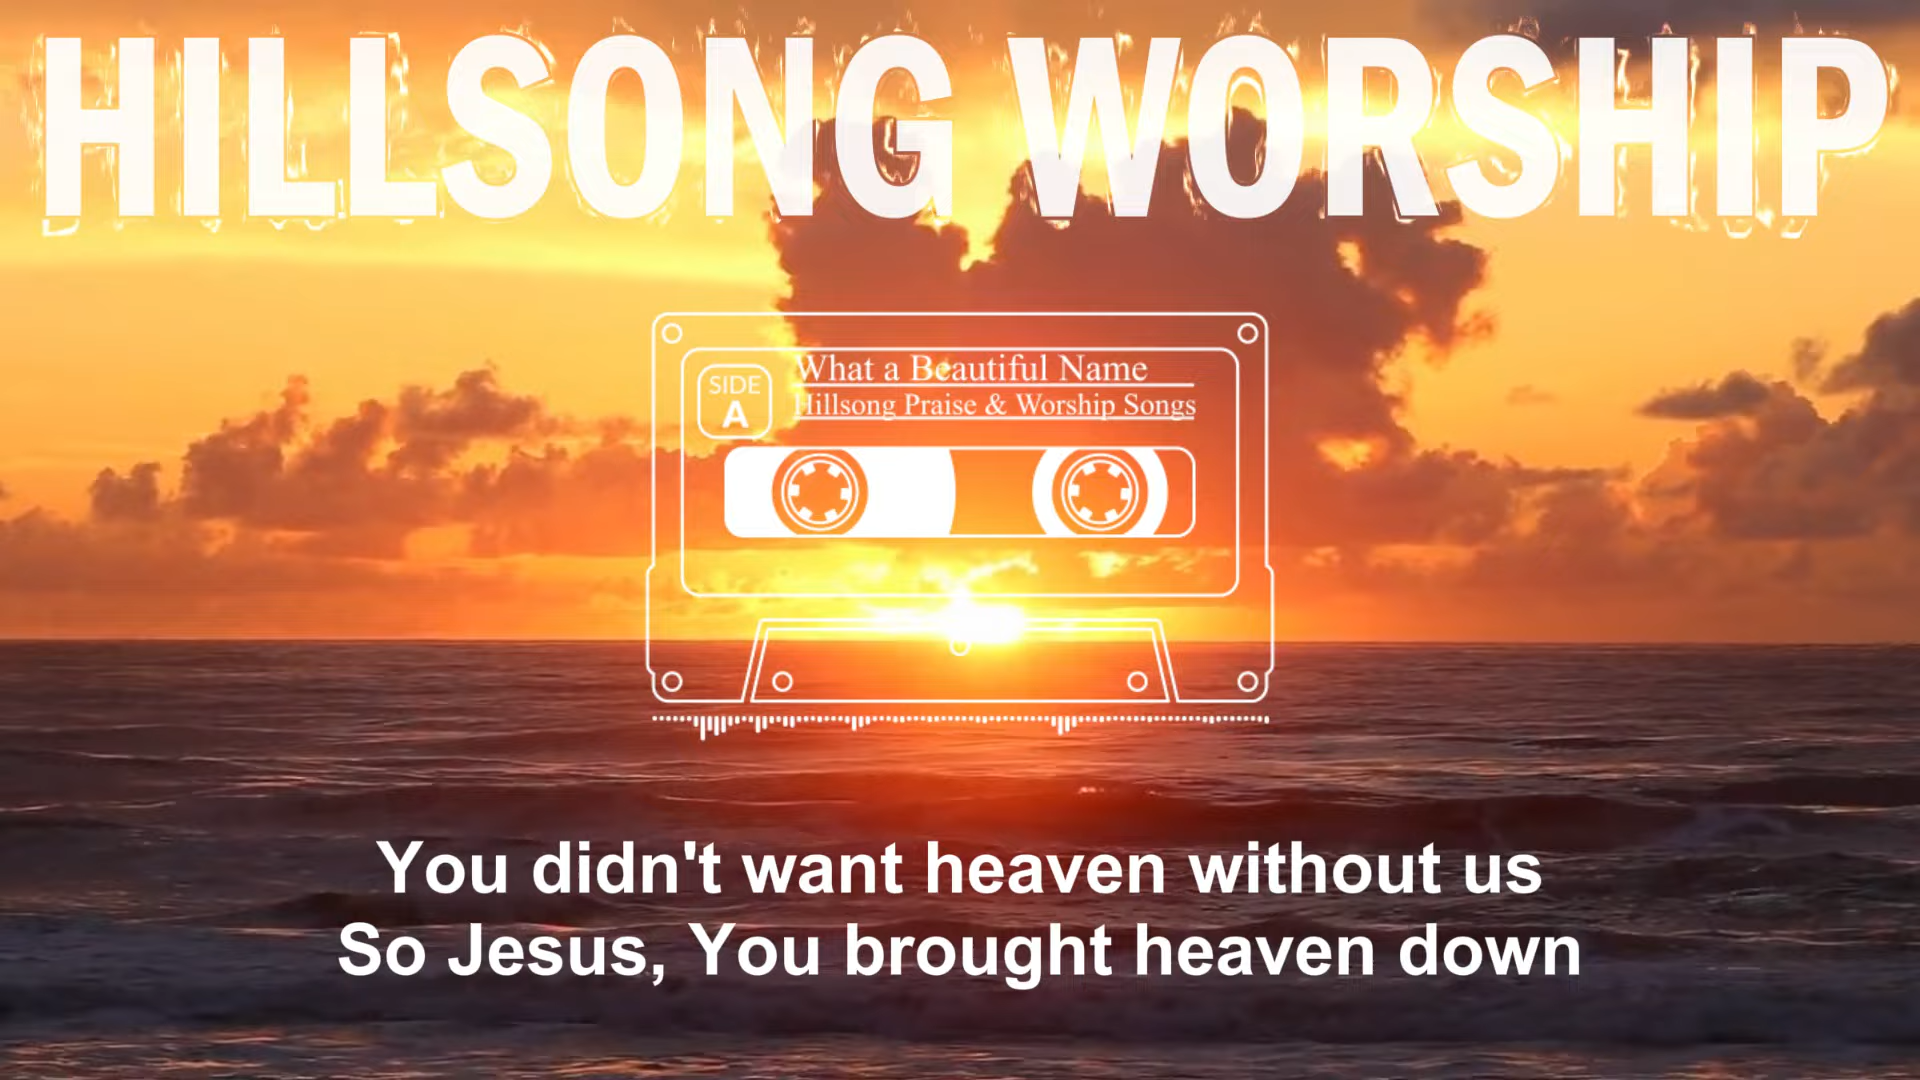 HILLSONG WORSHIP
SIDE
A
What a Beautiful Name
Hillsong Praise & Worship Songs
You didn't want heaven without us
So Jesus, You brought heaven down